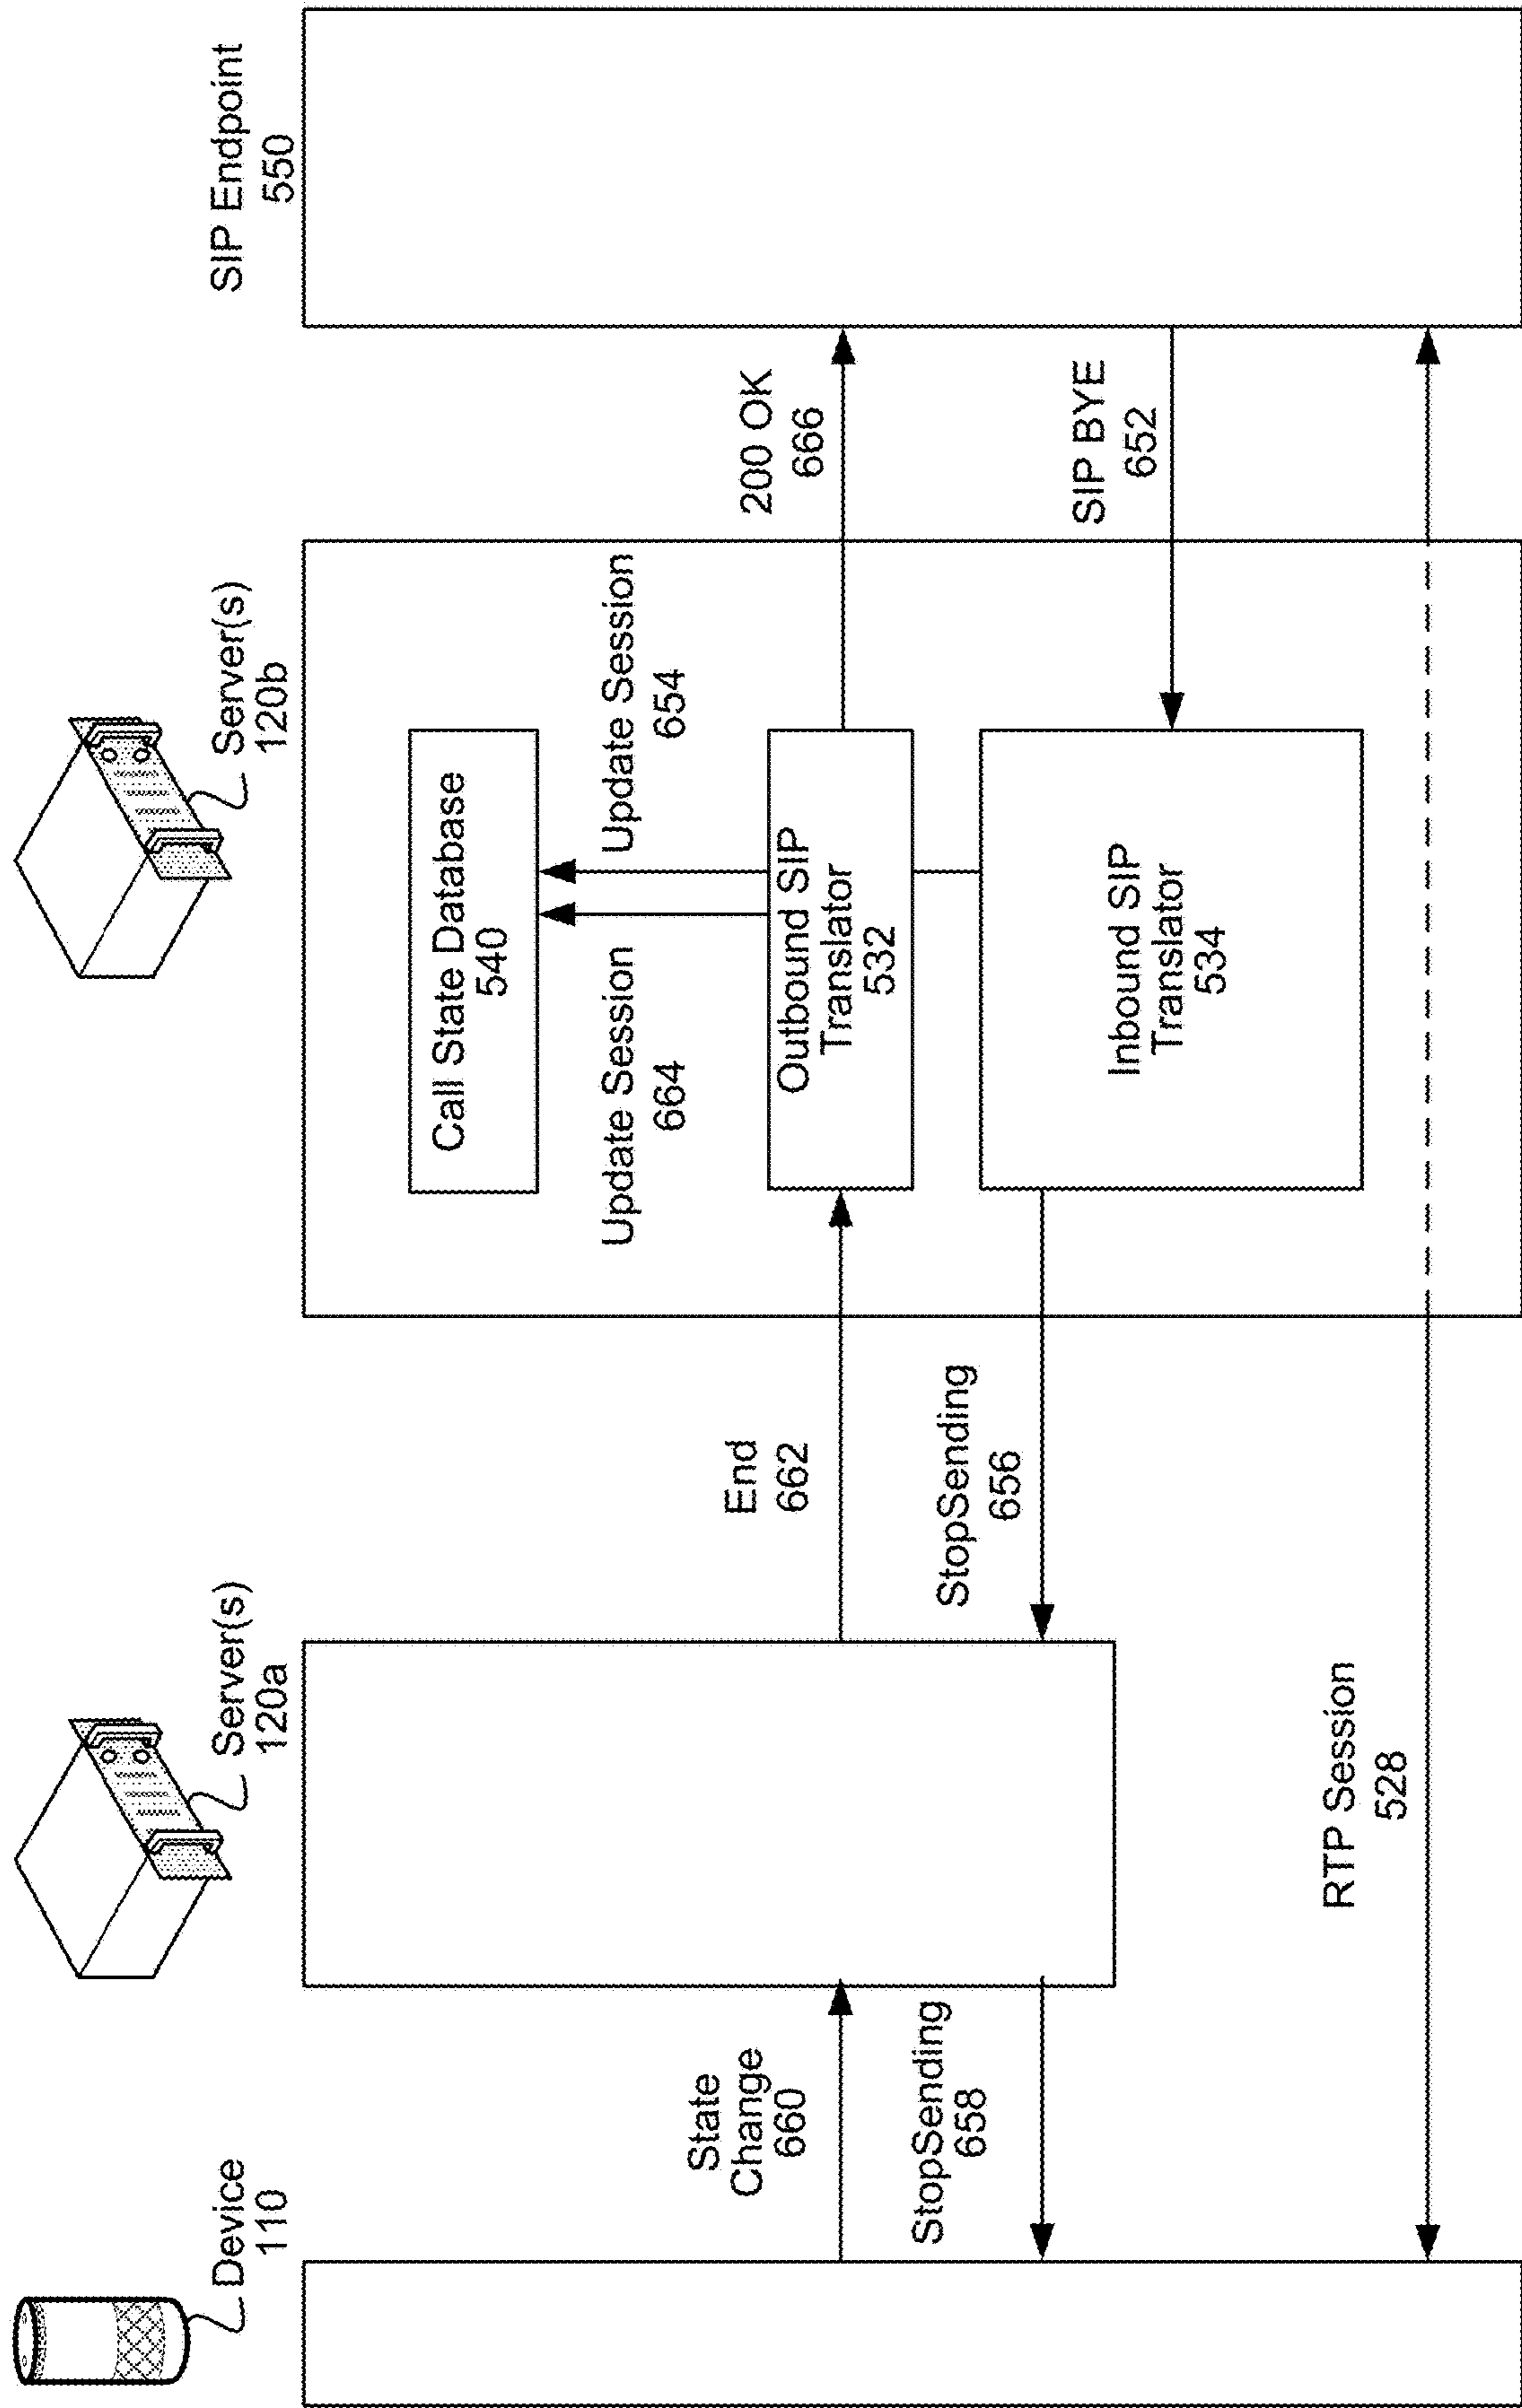 Device
110
Server(s)
120a
Server(s)
120b
SIP Endpoint
550
Call State Database
540
Update Session
664
Update Session
654
State
Change
660
End
662
Outbound SIP
Translator
532
200 OK
666
StopSending
658
StopSending
656
Inbound SIP
Translator
534
SIP BYE
652
RTP Session
528